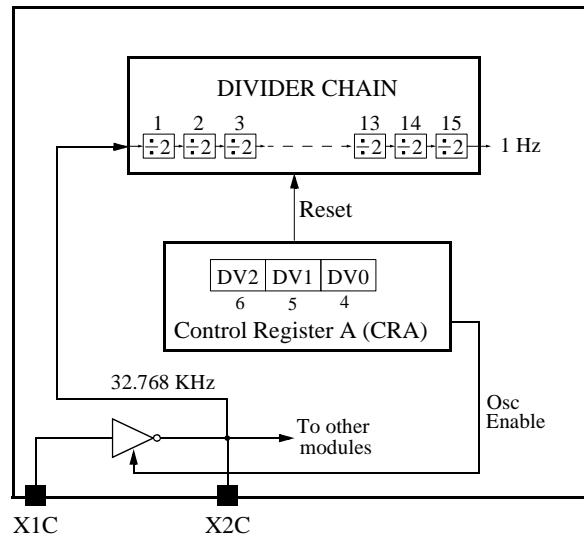 DIVIDER CHAIN
1 2 3 13 14 15
÷2 ÷2 ÷2 ÷2 ÷2 ÷2 1 Hz
Reset
DV2 DV1 DV0
6 5 4
Control Register A (CRA)
32.768 KHz
To other
modules
Osc
Enable
X1C X2C